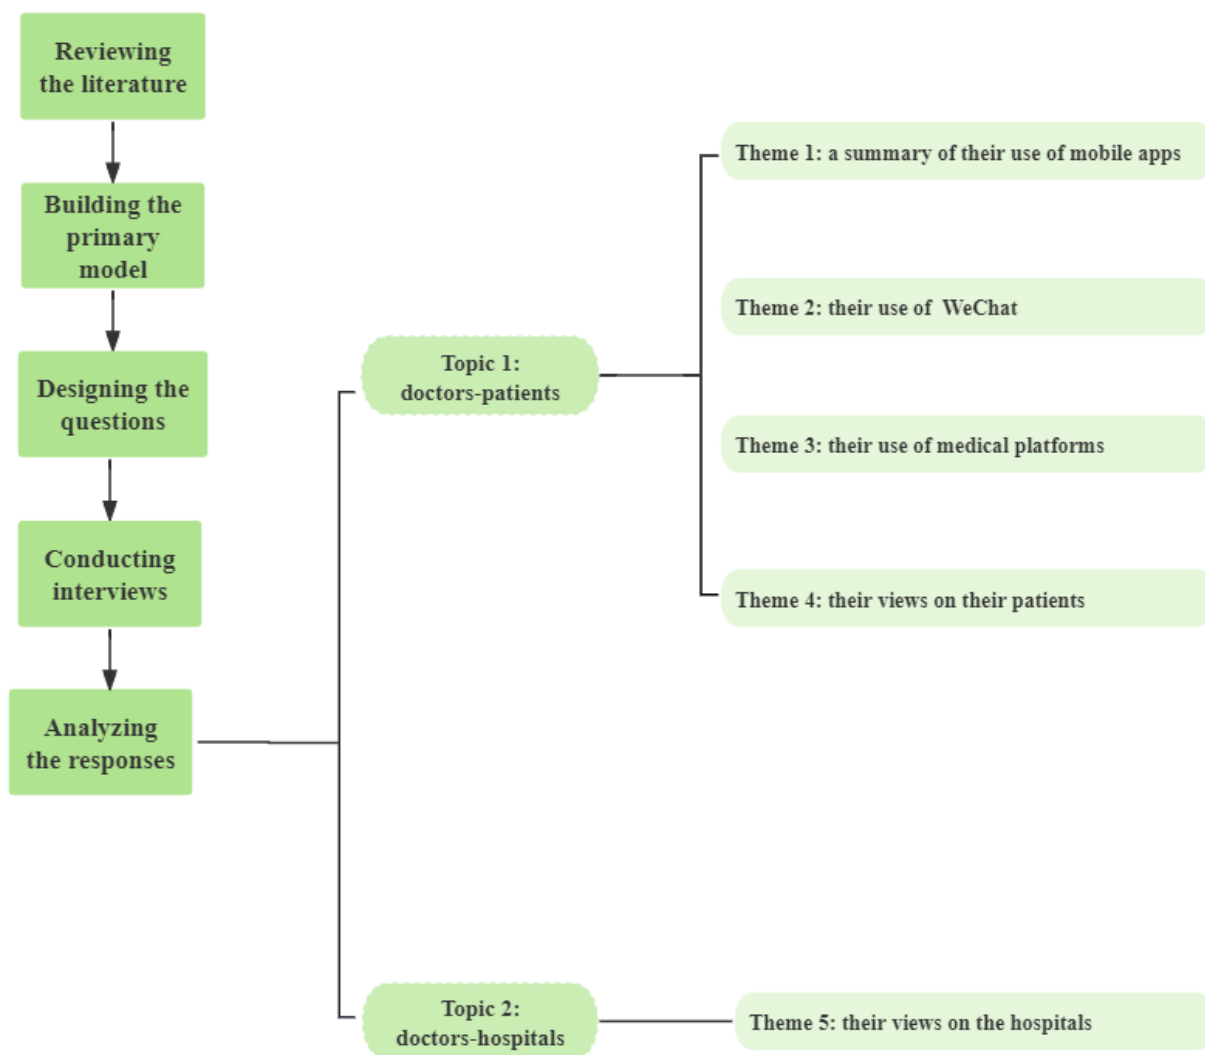 Reviewing
the literature
Building the
primary
model
Designing the
questions
Conducting
interviews
Analyzing
the responses
Topic 1:
doctors-patients
Theme 1: a summary of their use of mobile apps
Theme 2: their use of WeChat
Theme 3: their use of medical platforms
Theme 4: their views on their patients
Topic 2:
doctors-hospitals
Theme 5: their views on the hospitals